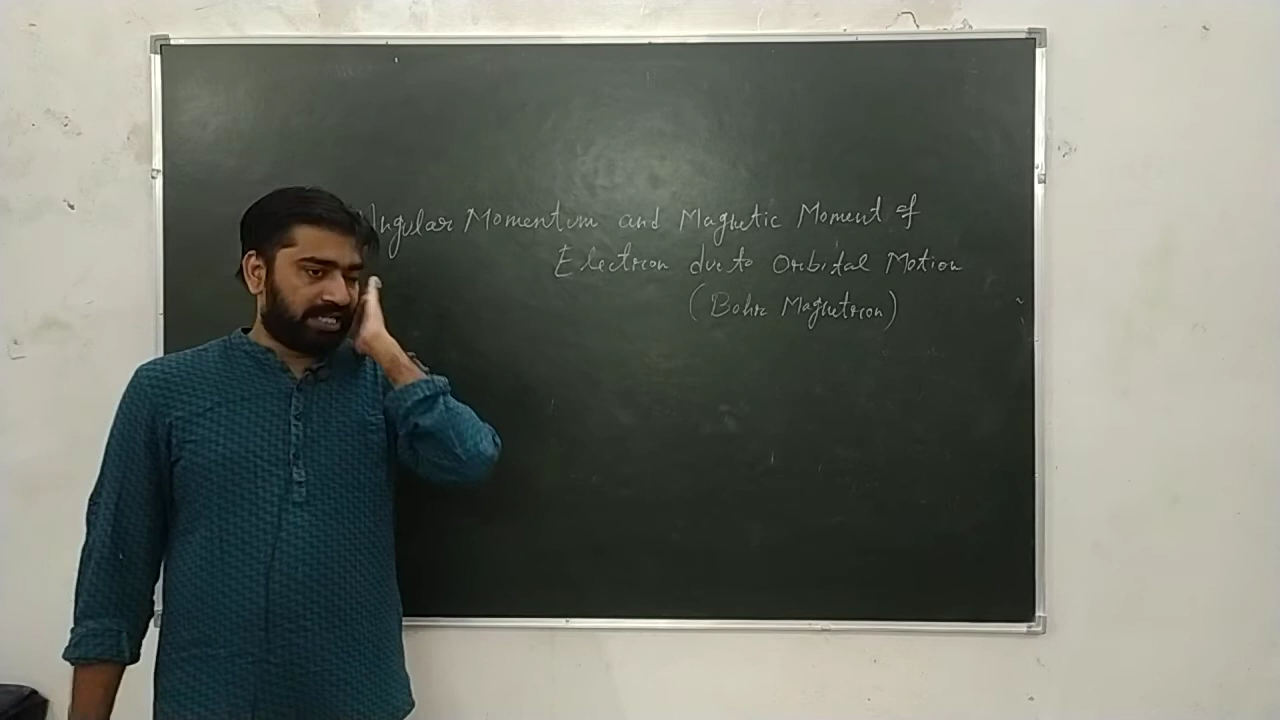 Angular Momentum and Magnetic Moment of
Electron due to Orbital Motion
(Bohr Magnetron)